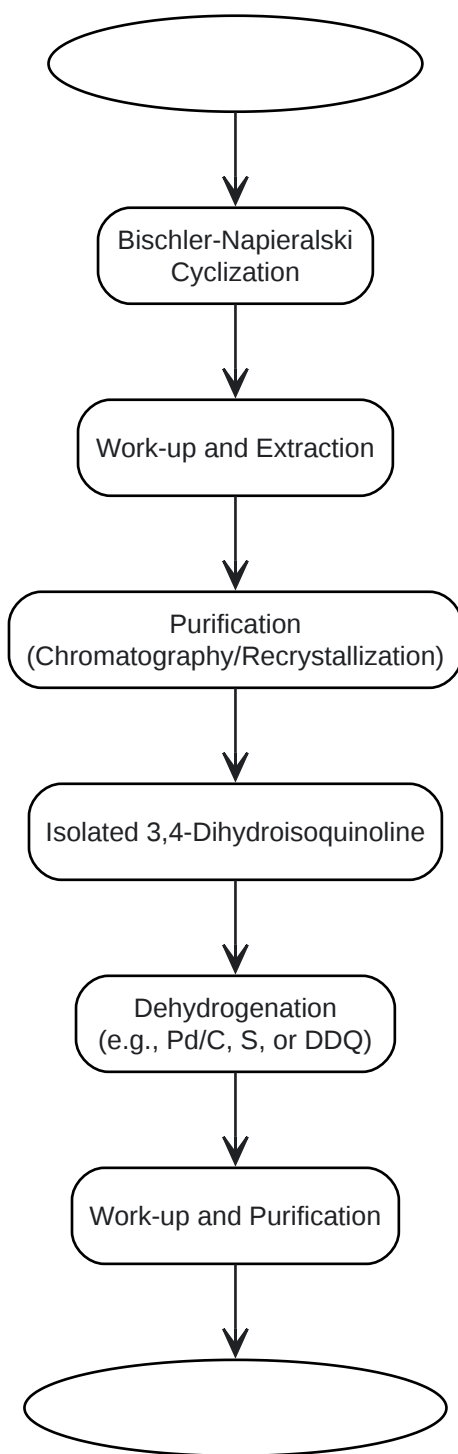 Bischler-Napieralski
Cyclization
Work-up and Extraction
Purification
(Chromatography/Recrystallization)
Isolated 3,4-Dihydroisoquinoline
Dehydrogenation
(e.g., Pd/C, S, or DDQ)
Work-up and Purification